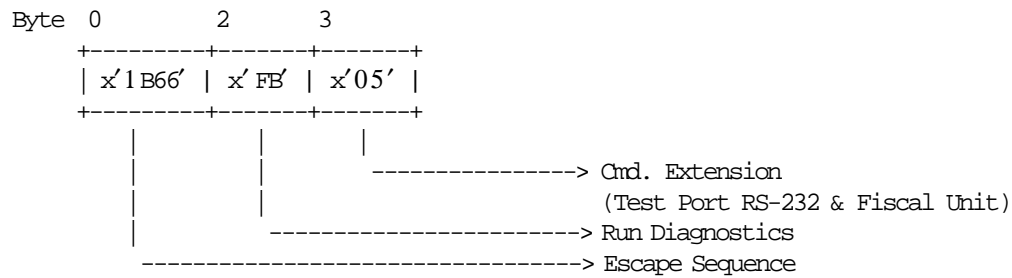 Byte 0 2 3
+---------+-------+-------+
| x'1B66' | x'FB' | x'05' |
+---------+-------+-------+
| | |
| | ----------------> Cmd. Extension
| | (Test Port RS-232 & Fiscal Unit)
| ------------------------> Run Diagnostics
----------------------------------> Escape Sequence